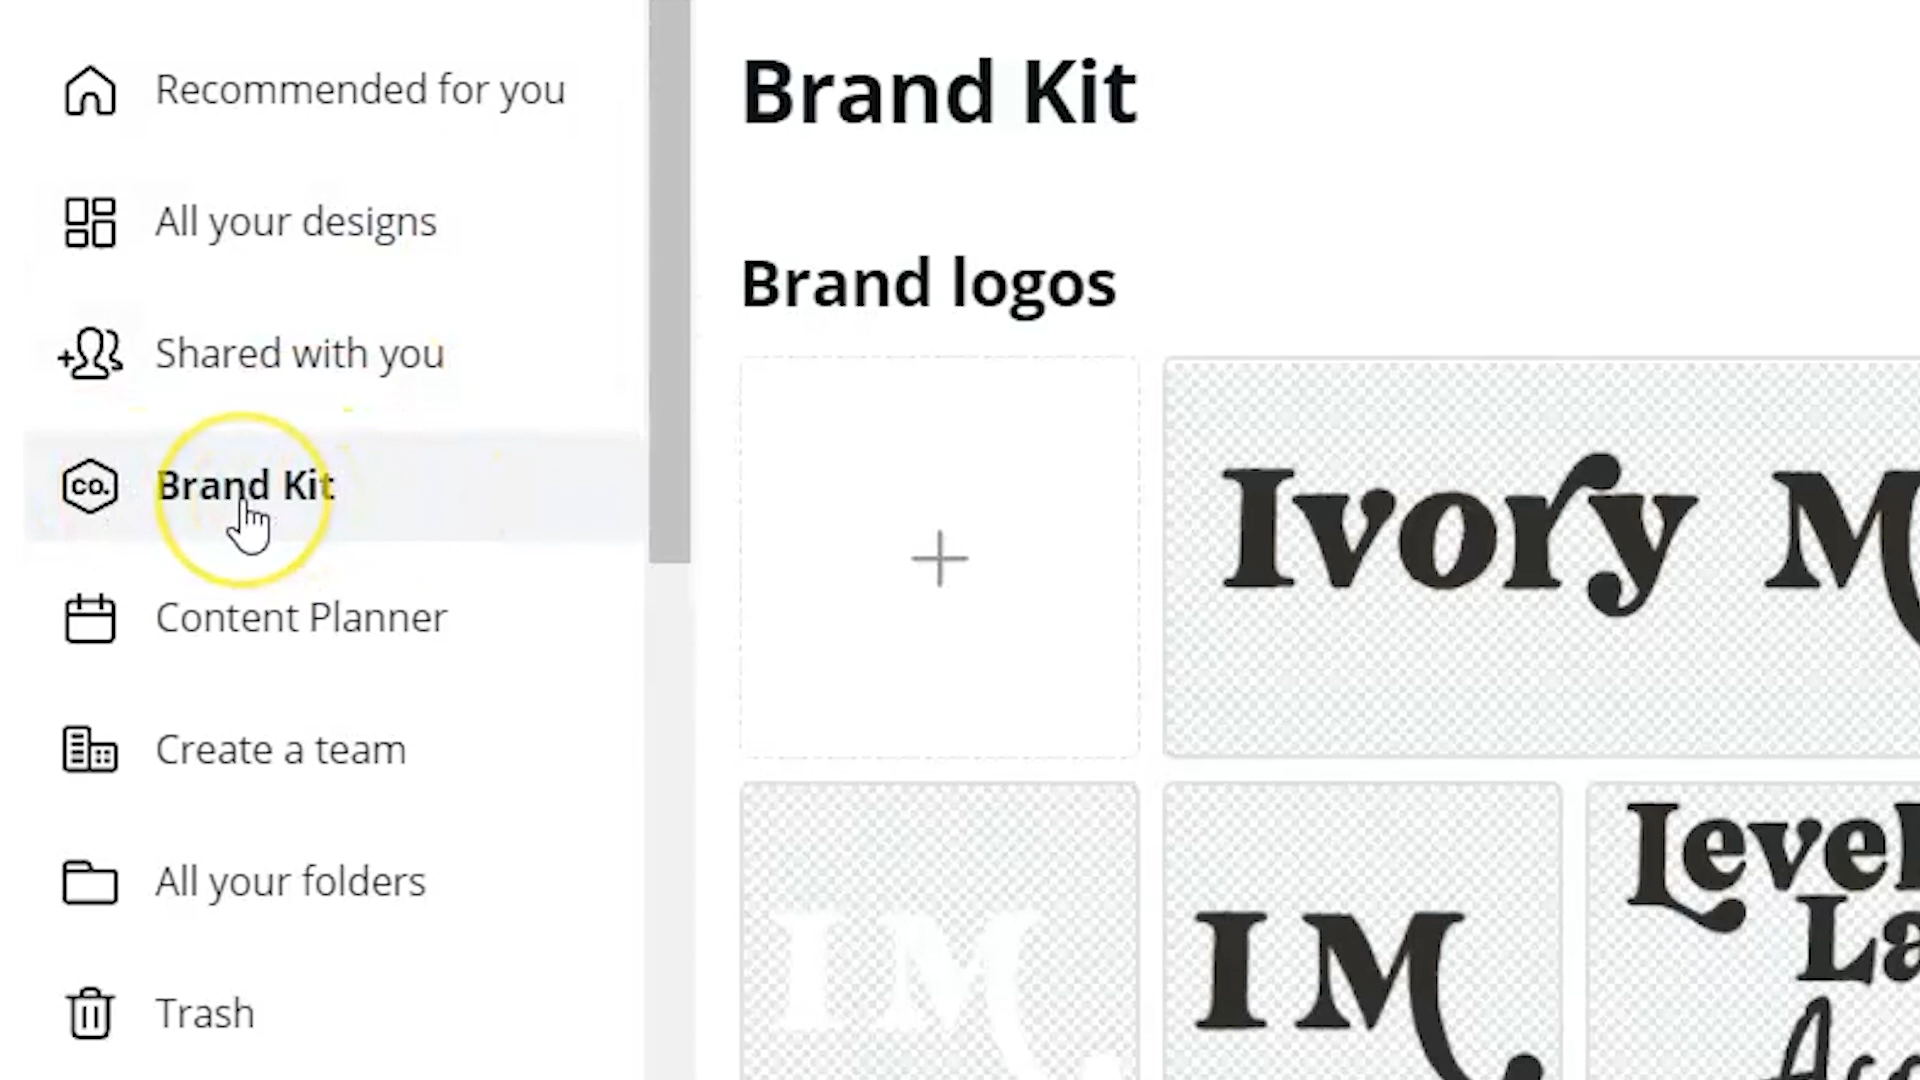 Recommended for you
All your designs
Shared with you
CO.
Brand Kit
Content Planner
Create a team
All your folders
Trash
Brand Kit
Brand logos
Ivory M
IM
IM
Level
La